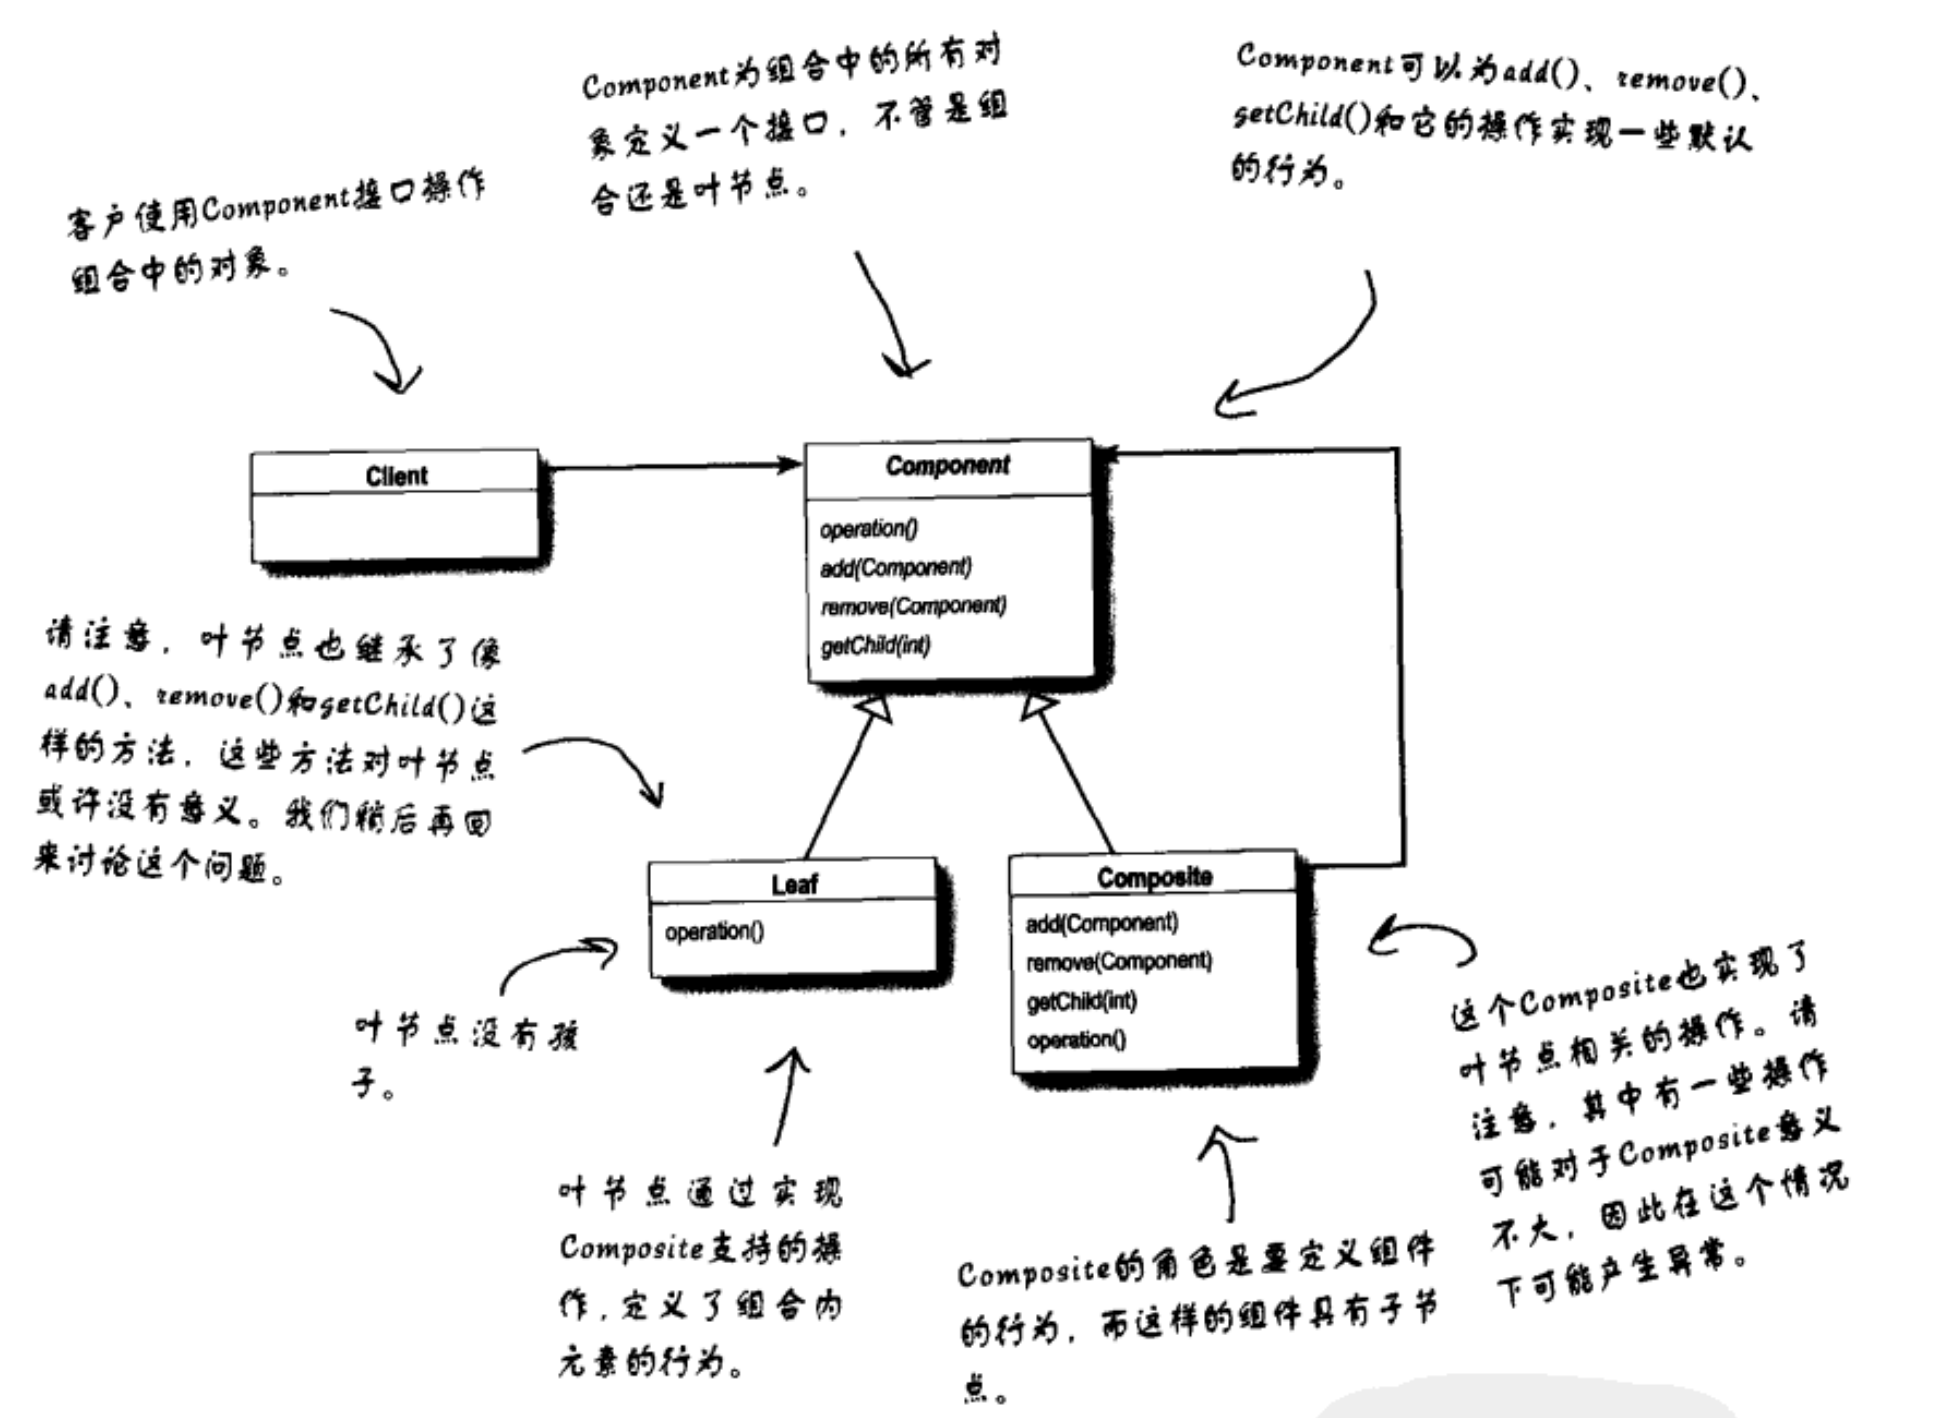 Component为组合中的所有对
象定义一个接口，不管是组
合还是叶节点。
Component可以为add()、remove()、
getChild()和它的操作实现一些默认
的行为。
客户使用Component接口操作
组合中的对象。
Client
Component
operation()
add(Component)
remove(Component)
getChild(int)
请注意，叶节点也继承了像
add()、remove()和getChild()这
样的方法，这些方法对叶节点
或许没有意义。我们稍后再回
来讨论这个问题。
Leaf
operation()
Composite
add(Component)
remove(Component)
getChild(int)
operation()
叶节点没有孩
子。
叶节点通过实现
Composite支持的操
作，定义了组合内
元素的行为。
Composite的角色是要定义组件
的行为，而这样的组件具有子节
点。
这个Composite也实现了
叶节点相关的操作。请
注意，其中有一些操作
可能对于Composite意义
不大，因此在这个情况
下可能产生异常。